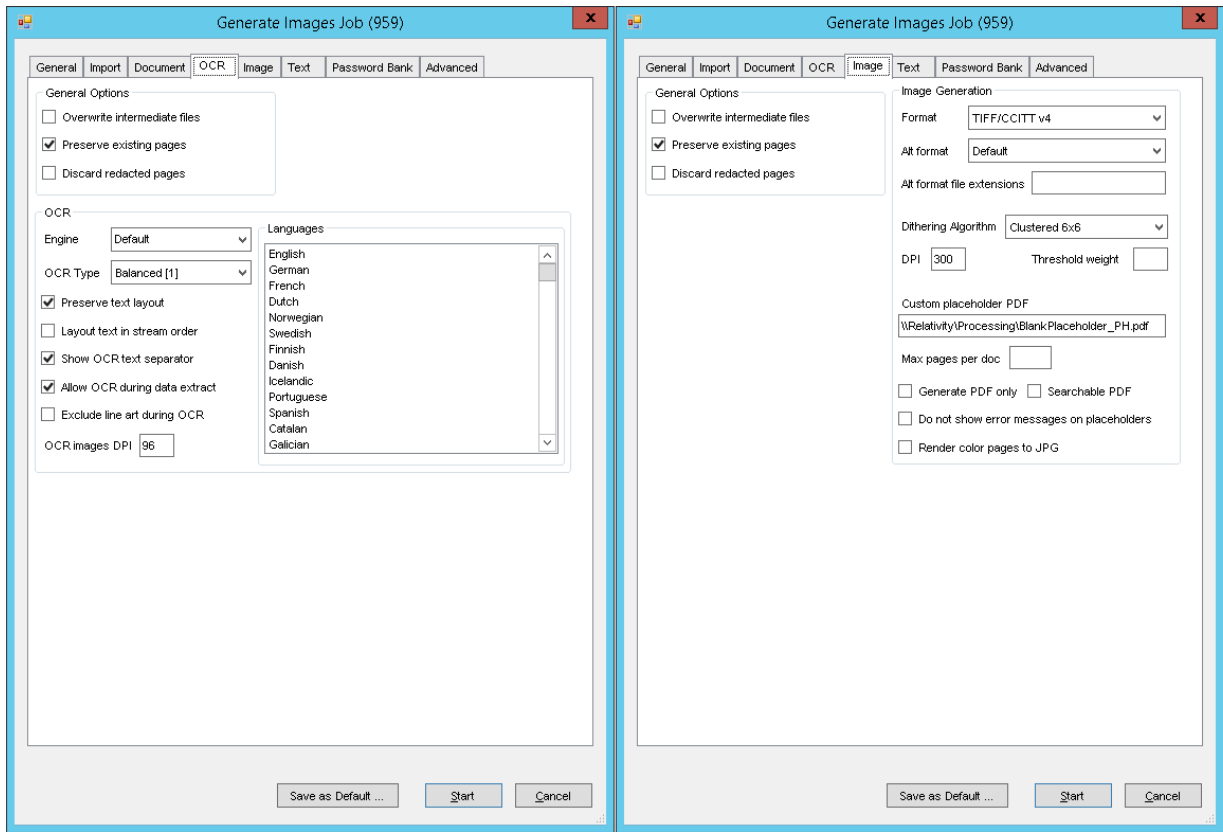 Generate Images Job (959)
x
General Import Document OCR Image Text Password Bank Advanced
General Options
Overwrite intermediate files
Preserve existing pages
Discard redacted pages
OCR
Engine Default
OCR Type Balanced [1]
Preserve text layout
Layout text in stream order
Show OCR text separator
Allow OCR during data extract
Exclude line art during OCR
OCR images DPI 96
Languages
English
German
French
Dutch
Norwegian
Swedish
Finnish
Danish
Icelandic
Portuguese
Spanish
Catalan
Galician
Save as Default ... Start Cancel
Generate Images Job (959)
x
General Import Document OCR Image Text Password Bank Advanced
General Options
Overwrite intermediate files
Preserve existing pages
Discard redacted pages
Image Generation
Format TIFF/CCITT v4
Alt format Default
Alt format file extensions
Dithering Algorithm Clustered 6x6
DPI 300 Threshold weight
Custom placeholder PDF
\\Relativity\Processing\BlankPlaceholder_PH.pdf
Max pages per doc
Generate PDF only Searchable PDF
Do not show error messages on placeholders
Render color pages to JPG
Save as Default ... Start Cancel